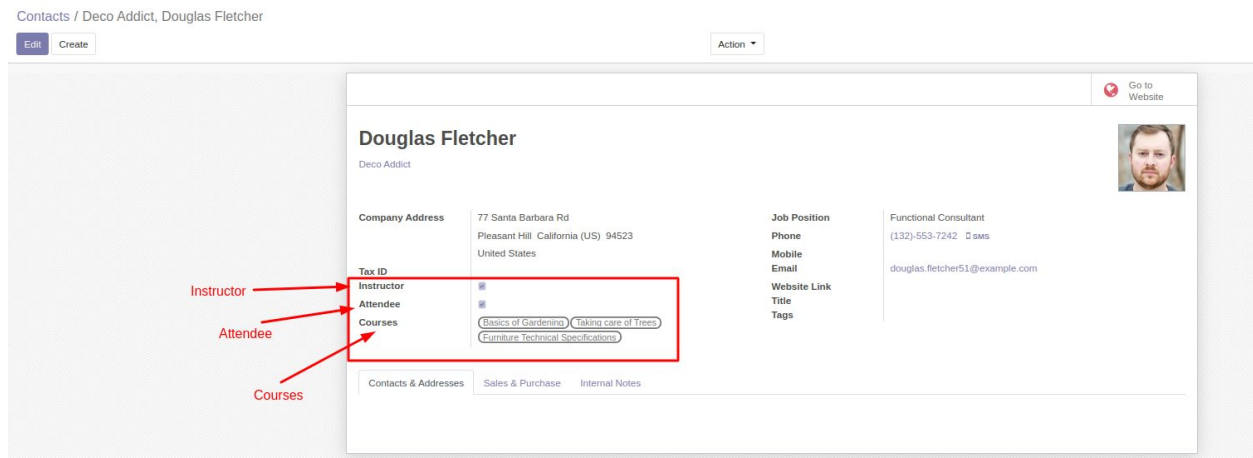 Contacts / Deco Addict, Douglas Fletcher
Edit Create Action
Go to
Website
Douglas Fletcher
Deco Addict
Company Address 77 Santa Barbara Rd Job Position Functional Consultant
Pleasant Hill California (US) 94523 Phone (132)-553-7242 SMS
United States Mobile
Tax ID Email douglas.fletcher51@example.com
Instructor Instructor Website Link
Attendee Title
Courses Basics of Gardening Taking care of Trees Tags
Attendee Furniture Technical Specifications
Contacts & Addresses Sales & Purchase Internal Notes
Courses